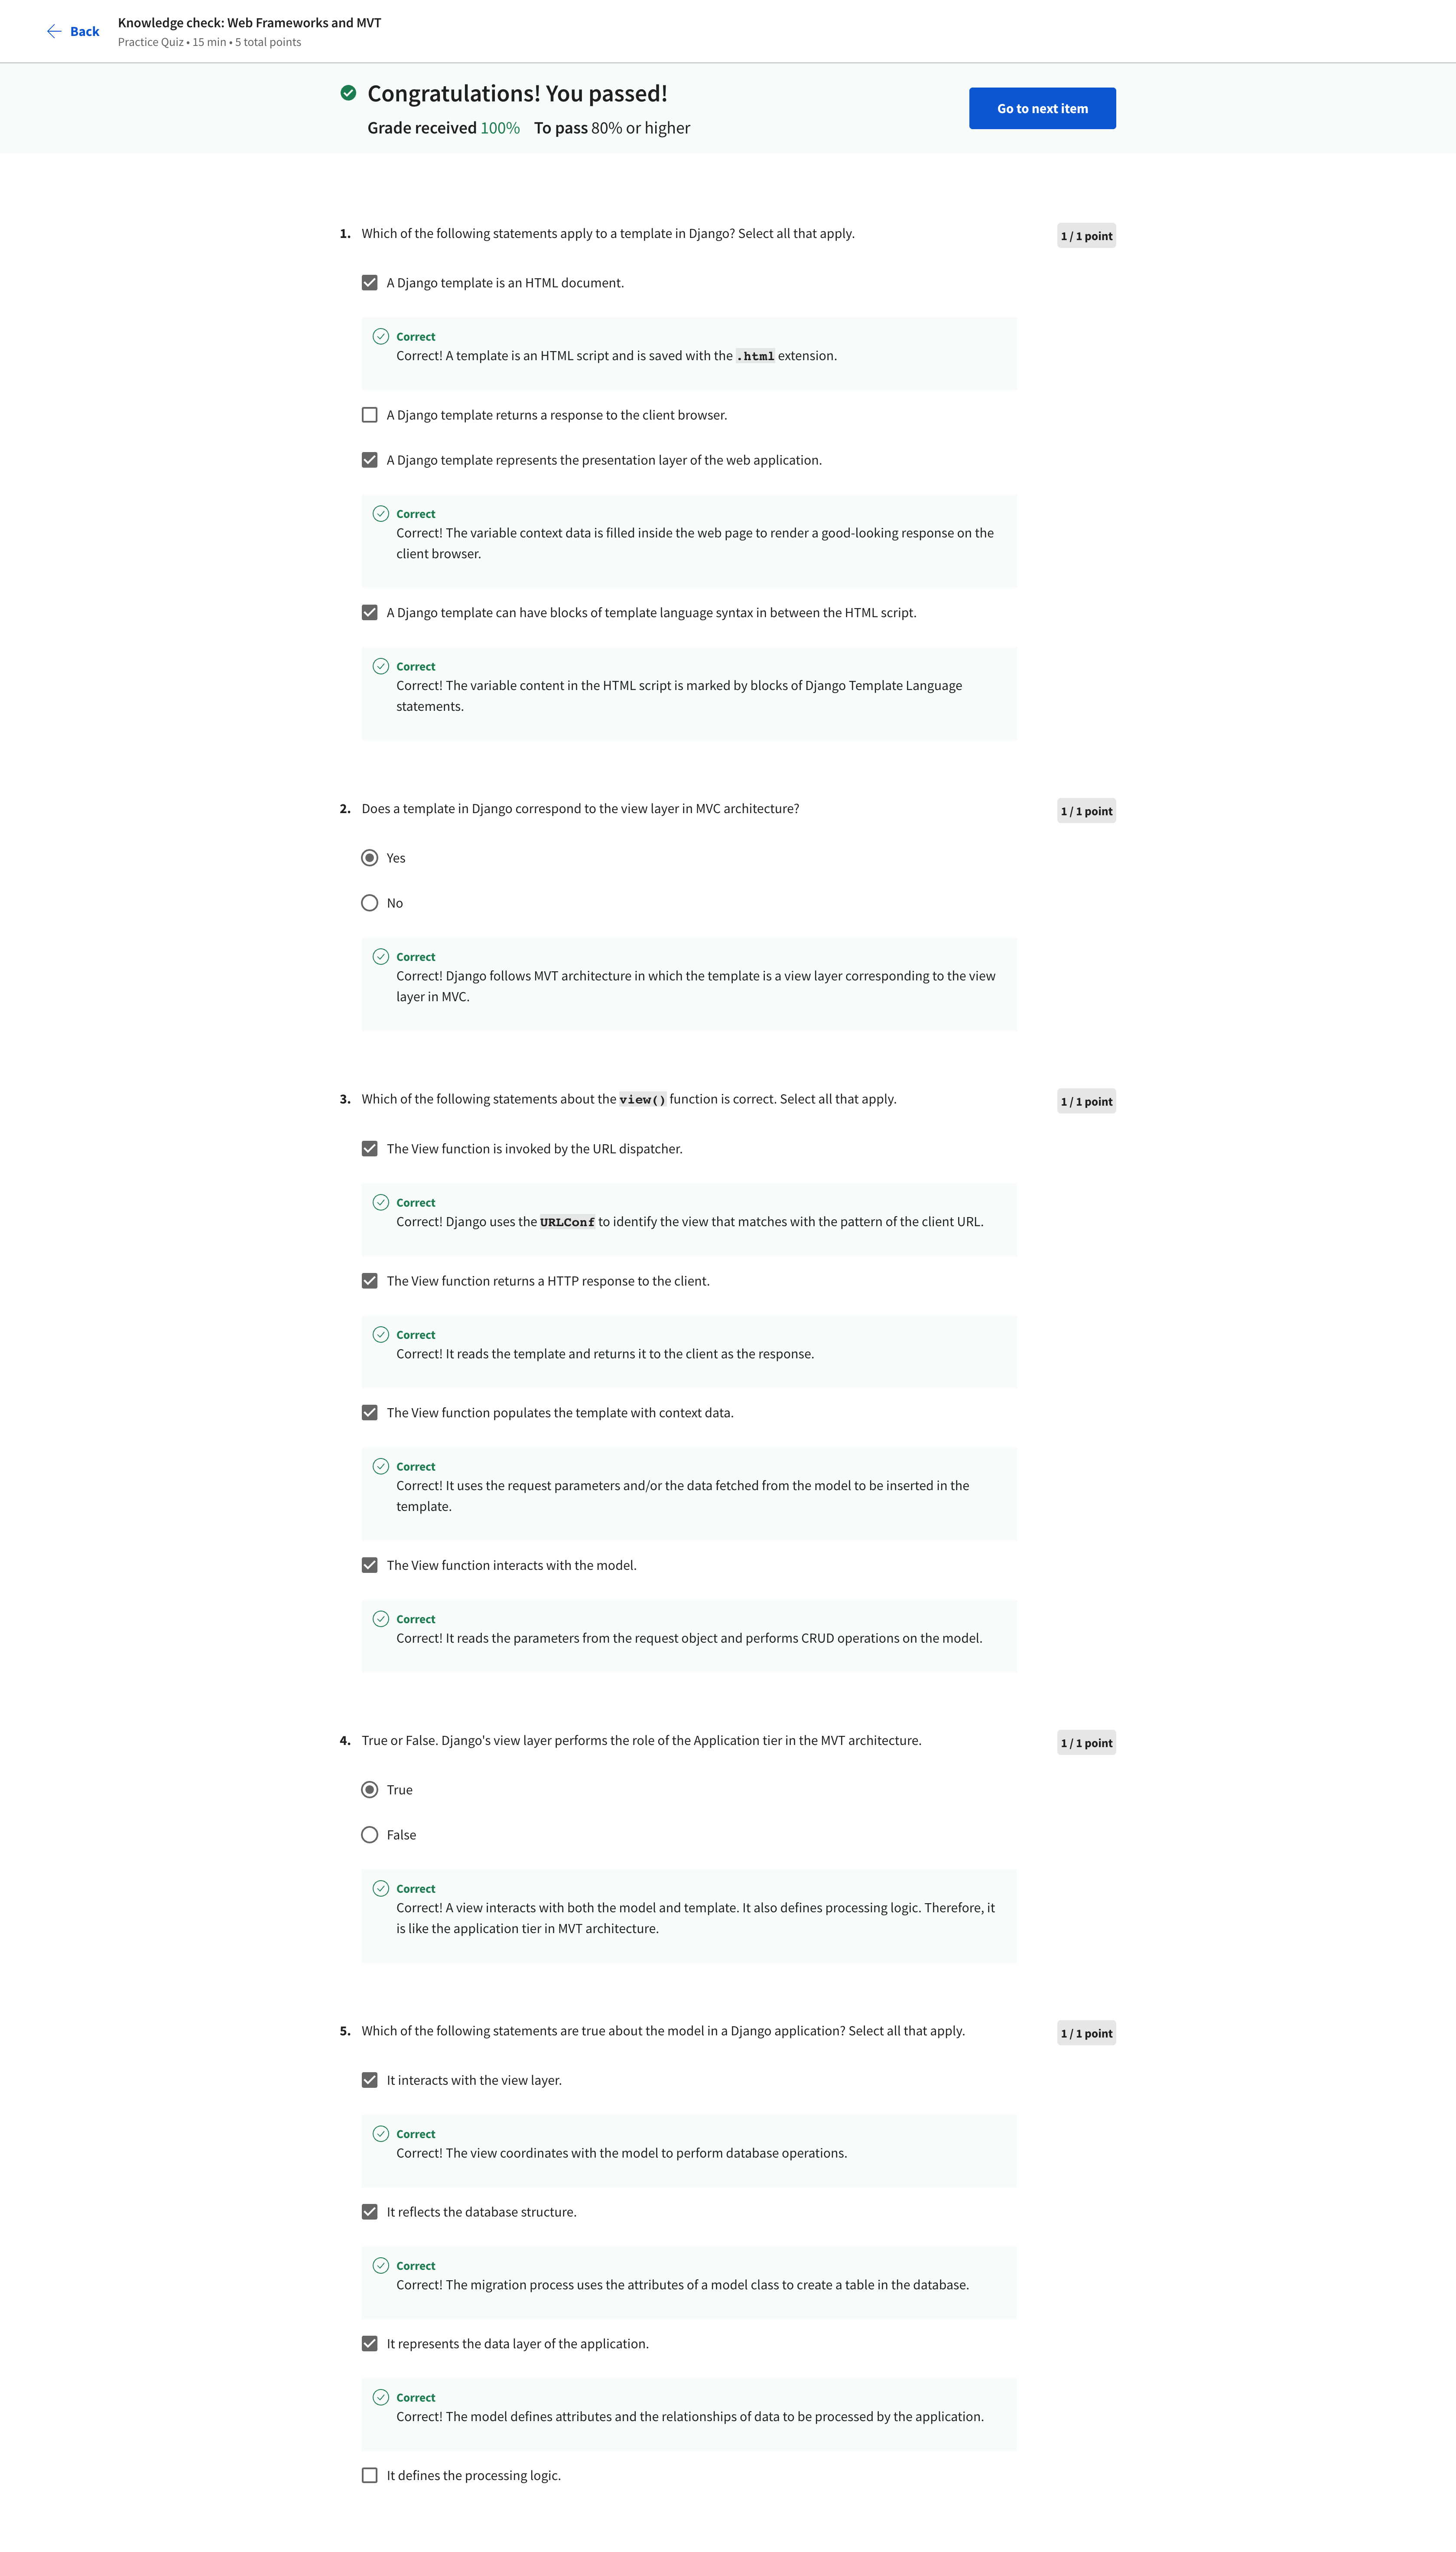 Back
Knowledge check: Web Frameworks and MVT
Practice Quiz • 15 min • 5 total points
Congratulations! You passed!
Grade received 100% To pass 80% or higher
Go to next item
1. Which of the following statements apply to a template in Django? Select all that apply.
1 / 1 point
A Django template is an HTML document.
Correct
Correct! A template is an HTML script and is saved with the .html extension.
A Django template returns a response to the client browser.
A Django template represents the presentation layer of the web application.
Correct
Correct! The variable context data is filled inside the web page to render a good-looking response on the
client browser.
A Django template can have blocks of template language syntax in between the HTML script.
Correct
Correct! The variable content in the HTML script is marked by blocks of Django Template Language
statements.
2. Does a template in Django correspond to the view layer in MVC architecture?
1 / 1 point
Yes
No
Correct
Correct! Django follows MVT architecture in which the template is a view layer corresponding to the view
layer in MVC.
3. Which of the following statements about the view() function is correct. Select all that apply.
1 / 1 point
The View function is invoked by the URL dispatcher.
Correct
Correct! Django uses the URLConf to identify the view that matches with the pattern of the client URL.
The View function returns a HTTP response to the client.
Correct
Correct! It reads the template and returns it to the client as the response.
The View function populates the template with context data.
Correct
Correct! It uses the request parameters and/or the data fetched from the model to be inserted in the
template.
The View function interacts with the model.
Correct
Correct! It reads the parameters from the request object and performs CRUD operations on the model.
4. True or False. Django's view layer performs the role of the Application tier in the MVT architecture.
1 / 1 point
True
False
Correct
Correct! A view interacts with both the model and template. It also defines processing logic. Therefore, it
is like the application tier in MVT architecture.
5. Which of the following statements are true about the model in a Django application? Select all that apply.
1 / 1 point
It interacts with the view layer.
Correct
Correct! The view coordinates with the model to perform database operations.
It reflects the database structure.
Correct
Correct! The migration process uses the attributes of a model class to create a table in the database.
It represents the data layer of the application.
Correct
Correct! The model defines attributes and the relationships of data to be processed by the application.
It defines the processing logic.